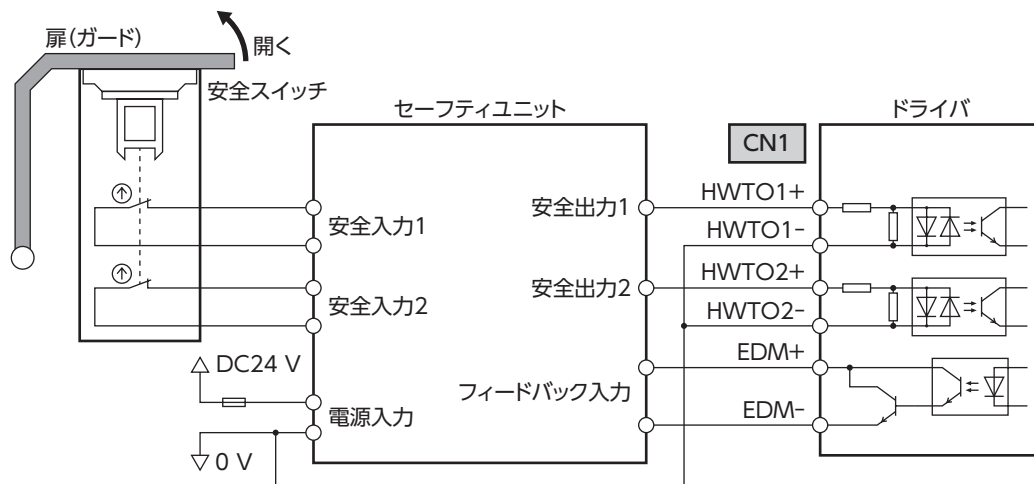 扉(ガード)
開く
安全スイッチ
セーフティユニット
ドライバ
CN1
安全入力1
安全入力2
DC24 V
電源入力
0 V
安全出力1
安全出力2
フィードバック入力
HWTO1+
HWTO1-
HWTO2+
HWTO2-
EDM+
EDM-